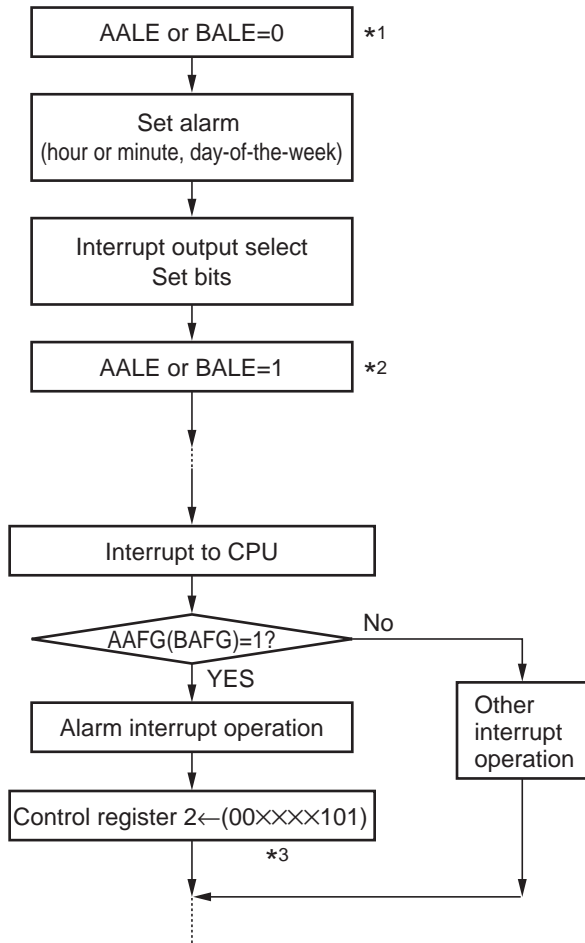 AALE or BALE=0 *1
Set alarm
(hour or minute, day-of-the-week)
Interrupt output select
Set bits
AALE or BALE=1 *2
Interrupt to CPU
AAFG(BAFG)=1?
No
YES
Alarm interrupt operation
Other
interrupt
operation
Control register 2←(00××××101)
*3